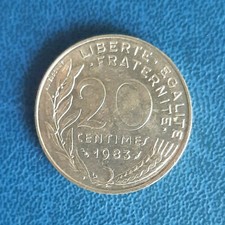 LIBERTE · EGALITE
· FRATERNITE ·
20
CENTIMES
1983